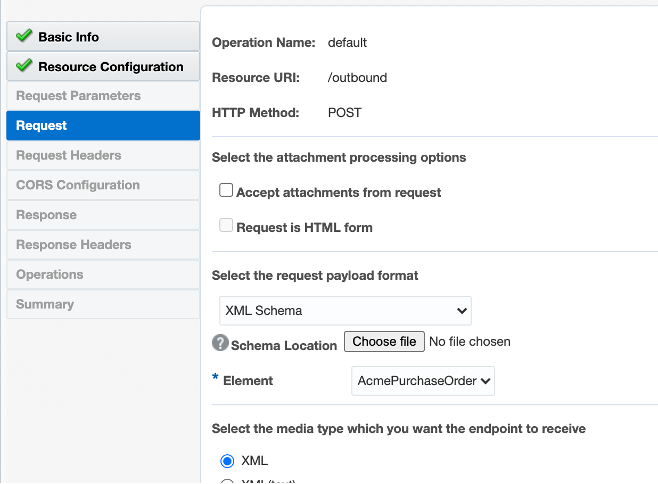 Basic Info
Resource Configuration
Request Parameters
Request
Request Headers
CORS Configuration
Response
Response Headers
Operations
Summary
Operation Name: default
Resource URI: /outbound
HTTP Method: POST
Select the attachment processing options
Accept attachments from request
Request is HTML form
Select the request payload format
XML Schema
? Schema Location Choose file No file chosen
* Element AcmePurchaseOrder
Select the media type which you want the endpoint to receive
XML
XML(text)